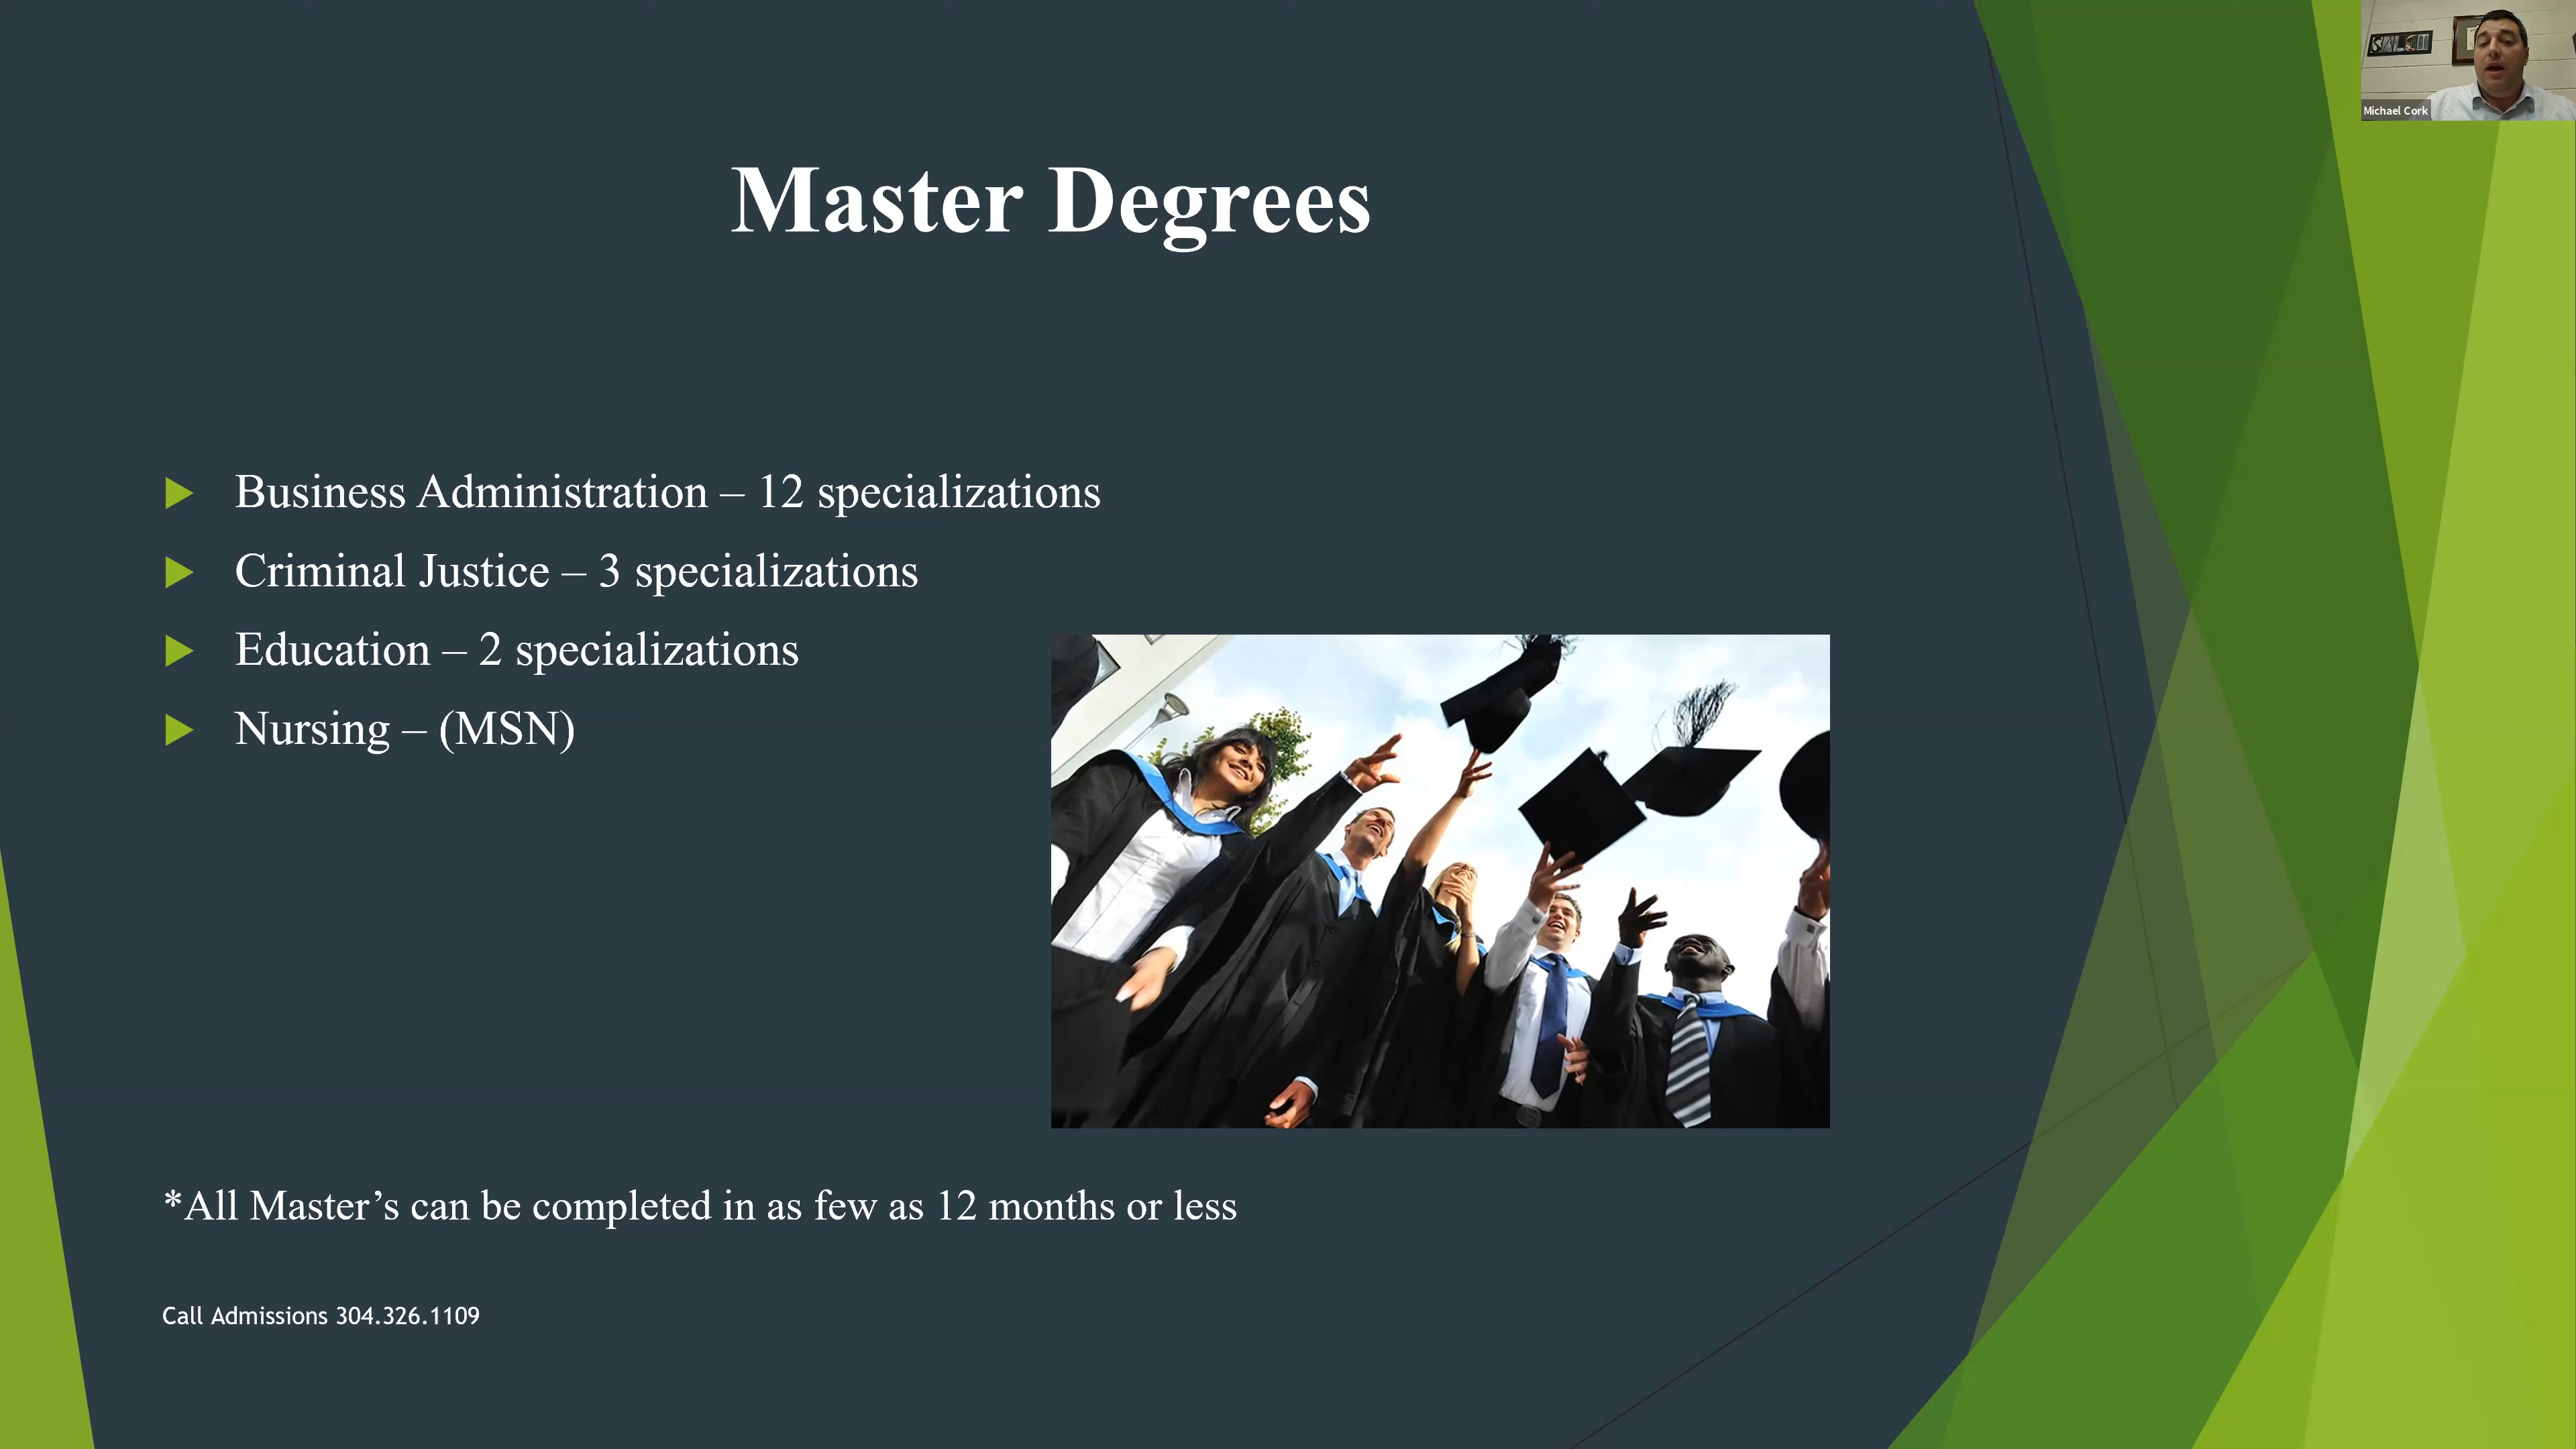 Master Degrees
Business Administration – 12 specializations
Criminal Justice – 3 specializations
Education – 2 specializations
Nursing – (MSN)
*All Master’s can be completed in as few as 12 months or less
Call Admissions 304.326.1109
Michael Cork